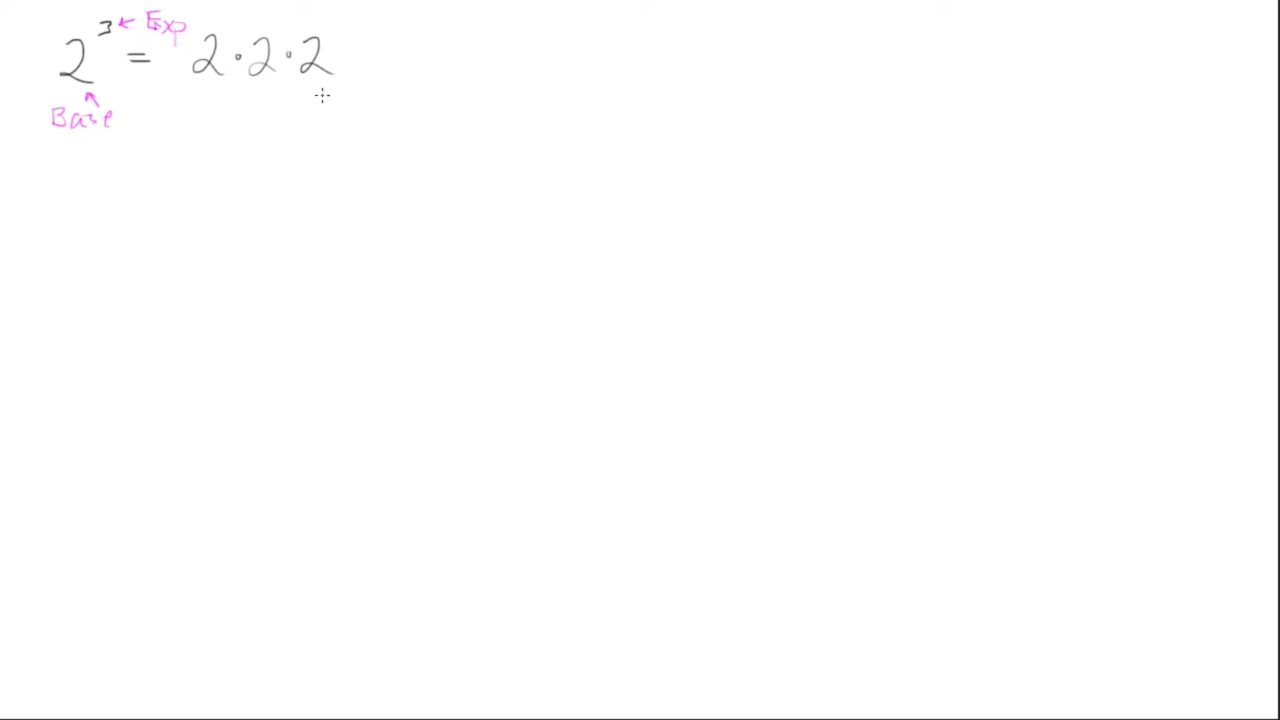 2³ ← Exp = 2 · 2 · 2
Base